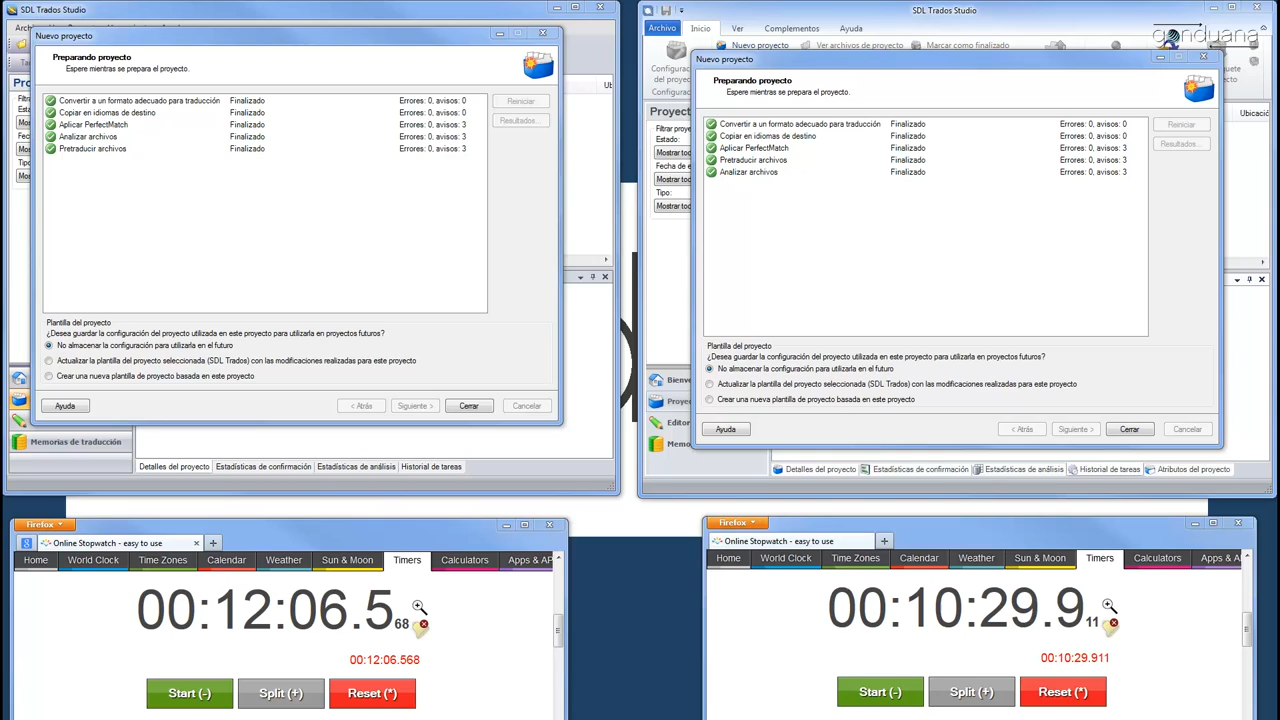 SDL Trados Studio
Nuevo proyecto
Preparando proyecto
Espere mientras se prepara el proyecto.
Convertir a un formato adecuado para traducción Finalizado Errores: 0, avisos: 0
Copiar en idiomas de destino Finalizado Errores: 0, avisos: 0
Aplicar PerfectMatch Finalizado Errores: 0, avisos: 3
Analizar archivos Finalizado Errores: 0, avisos: 3
Pretraducir archivos Finalizado Errores: 0, avisos: 3
Reiniciar
Resultados...
Plantilla del proyecto
¿Desea guardar la configuración del proyecto utilizada en este proyecto para utilizarla en proyectos futuros?
No almacenar la configuración para utilizarla en el futuro
Actualizar la plantilla del proyecto seleccionada (SDL Trados) con las modificaciones realizadas para este proyecto
Crear una nueva plantilla de proyecto basada en este proyecto
Ayuda < Atrás Siguiente > Cerrar Cancelar
Memorias de traducción
Detalles del proyecto Estadísticas de confirmación Estadísticas de análisis Historial de tareas
SDL Trados Studio
Archivo Inicio Ver Complementos Ayuda
gonduana
Nuevo proyecto Ver archivos de proyecto Marcar como finalizado
Nuevo proyecto
Preparando proyecto
Espere mientras se prepara el proyecto.
Convertir a un formato adecuado para traducción Finalizado Errores: 0, avisos: 0
Copiar en idiomas de destino Finalizado Errores: 0, avisos: 0
Aplicar PerfectMatch Finalizado Errores: 0, avisos: 3
Pretraducir archivos Finalizado Errores: 0, avisos: 3
Analizar archivos Finalizado Errores: 0, avisos: 3
Reiniciar
Resultados...
Estado:
Tipo:
Plantilla del proyecto
¿Desea guardar la configuración del proyecto utilizada en este proyecto para utilizarla en proyectos futuros?
No almacenar la configuración para utilizarla en el futuro
Actualizar la plantilla del proyecto seleccionada (SDL Trados) con las modificaciones realizadas para este proyecto
Crear una nueva plantilla de proyecto basada en este proyecto
Ayuda < Atrás Siguiente > Cerrar Cancelar
Detalles del proyecto Estadísticas de confirmación Estadísticas de análisis Historial de tareas Atributos del proyecto
Firefox
Online Stopwatch - easy to use
Home World Clock Time Zones Calendar Weather Sun & Moon Timers Calculators Apps & AP
00:12:06.568
00:12:06.568
Start (-) Split (+) Reset (*)
Firefox
Online Stopwatch - easy to use
Home World Clock Time Zones Calendar Weather Sun & Moon Timers Calculators Apps & A
00:10:29.911
00:10:29.911
Start (-) Split (+) Reset (*)